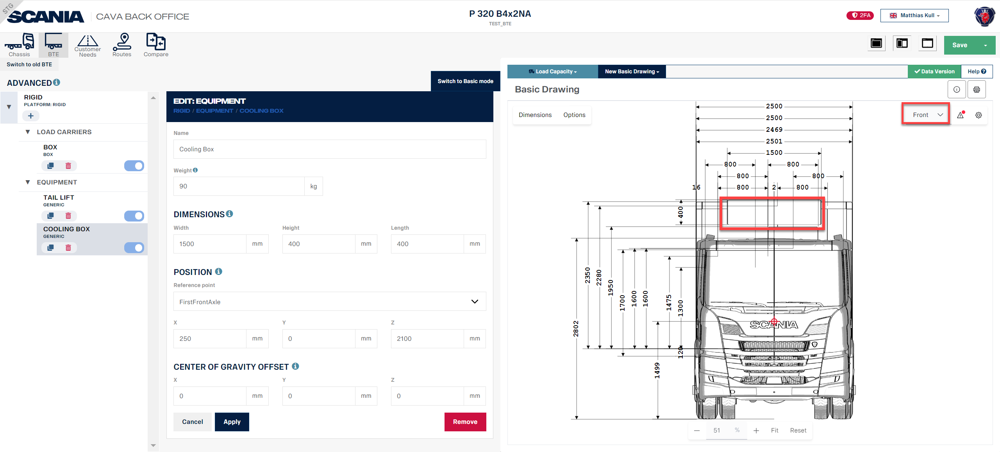 STG
SCANIA
CAVA BACK OFFICE
P 320 B4x2NA
TEST_BTE
2FA
Matthias Kull
Chassis
BTE
Customer Needs
Routes
Compare
Save
Switch to old BTE
ADVANCED
Switch to Basic mode
RIGID
PLATFORM: RIGID
LOAD CARRIERS
BOX
BOX
EQUIPMENT
TAIL LIFT
GENERIC
COOLING BOX
GENERIC
EDIT: EQUIPMENT
RIGID / EQUIPMENT / COOLING BOX
Name
Cooling Box
Weight
90 kg
DIMENSIONS
Width Height Length
1500 mm 400 mm 400 mm
POSITION
Reference point
FirstFrontAxle
X Y Z
250 mm 0 mm 2100 mm
CENTER OF GRAVITY OFFSET
X Y Z
0 mm 0 mm 0 mm
Cancel Apply Remove
Load Capacity
New Basic Drawing
Data Version
Help
Basic Drawing
Dimensions Options
Front
2500
2500
2469
2501
1500
800 800
800 800
16 800 2 800
400
2350
2280
1950
1700
1600
1600
1475
1300
120
2802
1499
SCANIA
51 %
Fit Reset